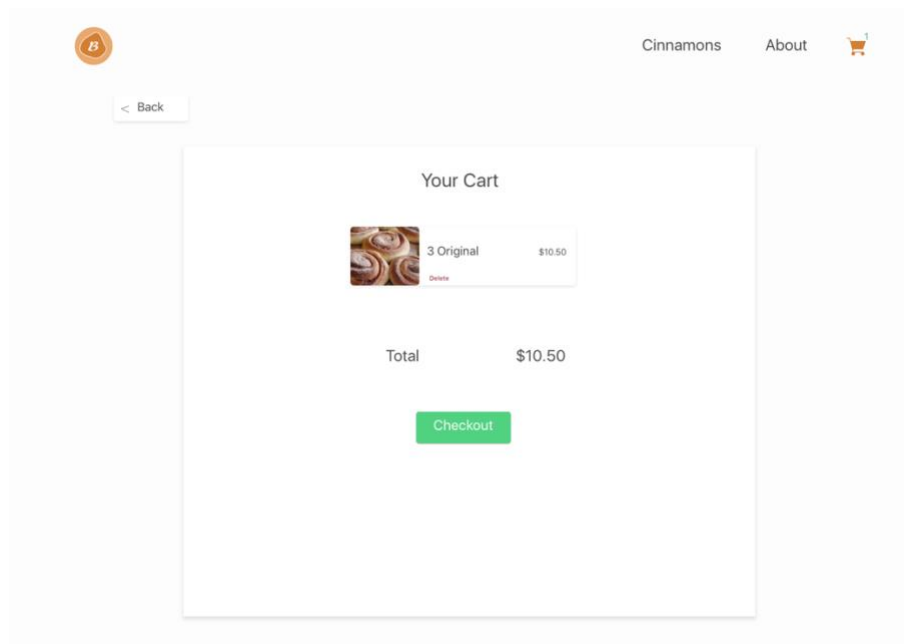 B
Cinnamons About 1
< Back
Your Cart
3 Original $10.50
Delete
Total $10.50
Checkout